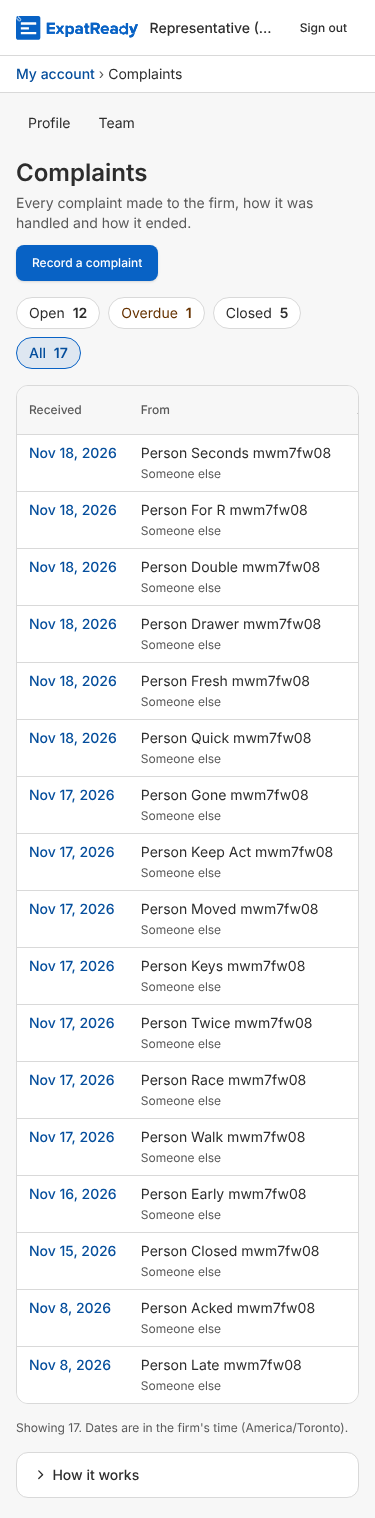 ExpatReady Representative (... Sign out
My account › Complaints
Profile Team
Complaints
Every complaint made to the firm, how it was
handled and how it ended.
Record a complaint
Open 12 Overdue 1 Closed 5
All 17
Received From
Nov 18, 2026 Person Seconds mwm7fw08
Someone else
Nov 18, 2026 Person For R mwm7fw08
Someone else
Nov 18, 2026 Person Double mwm7fw08
Someone else
Nov 18, 2026 Person Drawer mwm7fw08
Someone else
Nov 18, 2026 Person Fresh mwm7fw08
Someone else
Nov 18, 2026 Person Quick mwm7fw08
Someone else
Nov 17, 2026 Person Gone mwm7fw08
Someone else
Nov 17, 2026 Person Keep Act mwm7fw08
Someone else
Nov 17, 2026 Person Moved mwm7fw08
Someone else
Nov 17, 2026 Person Keys mwm7fw08
Someone else
Nov 17, 2026 Person Twice mwm7fw08
Someone else
Nov 17, 2026 Person Race mwm7fw08
Someone else
Nov 17, 2026 Person Walk mwm7fw08
Someone else
Nov 16, 2026 Person Early mwm7fw08
Someone else
Nov 15, 2026 Person Closed mwm7fw08
Someone else
Nov 8, 2026 Person Acked mwm7fw08
Someone else
Nov 8, 2026 Person Late mwm7fw08
Someone else
Showing 17. Dates are in the firm's time (America/Toronto).
How it works